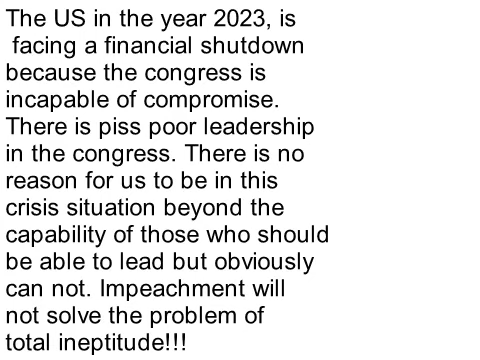 The US in the year 2023, is
facing a financial shutdown
because the congress is
incapable of compromise.
There is piss poor leadership
in the congress. There is no
reason for us to be in this
crisis situation beyond the
capability of those who should
be able to lead but obviously
can not. Impeachment will
not solve the problem of
total ineptitude!!!